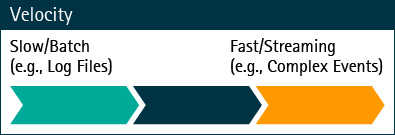 Velocity
Slow/Batch
(e.g., Log Files)
Fast/Streaming
(e.g., Complex Events)